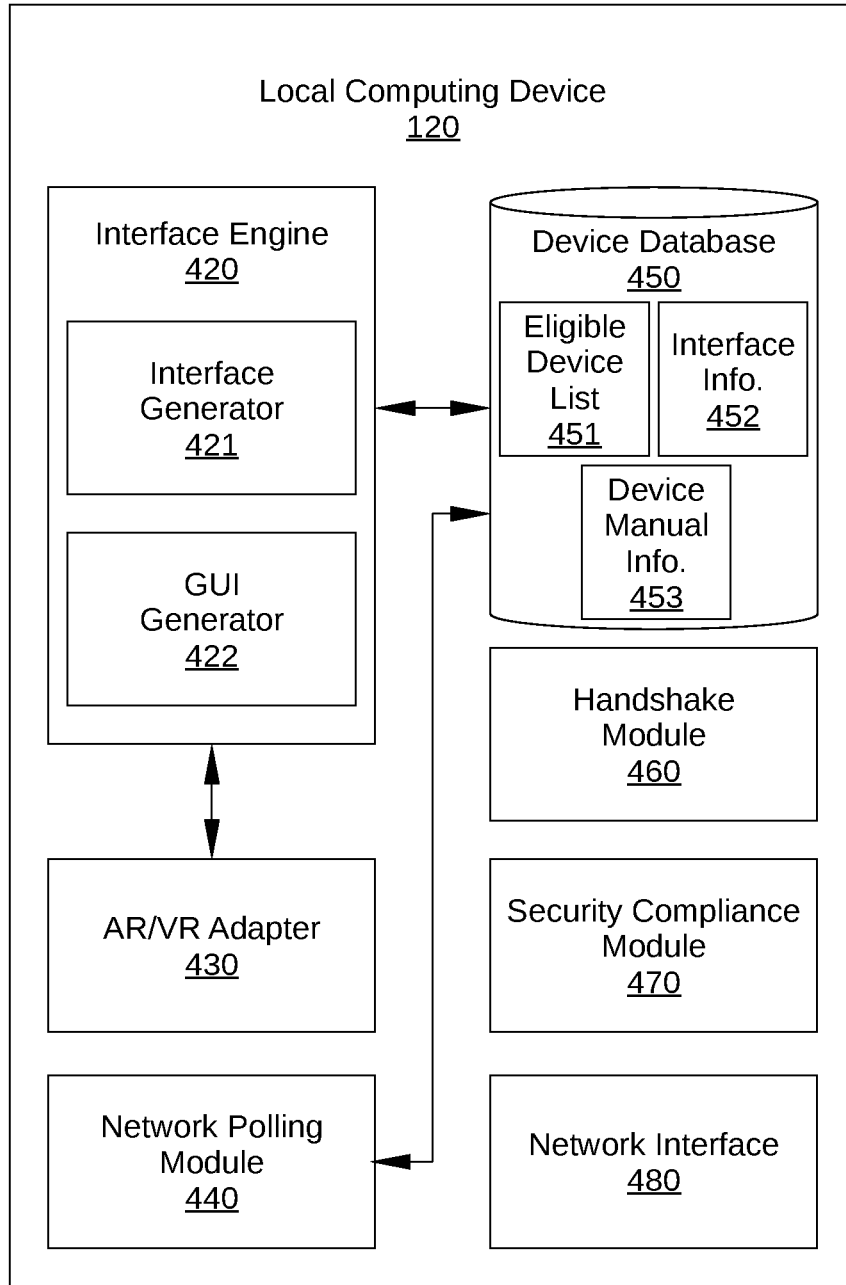 Local Computing Device
120
Interface Engine
420
Interface
Generator
421
GUI
Generator
422
AR/VR Adapter
430
Network Polling
Module
440
Device Database
450
Eligible
Device
List
451
Interface
Info.
452
Device
Manual
Info.
453
Handshake
Module
460
Security Compliance
Module
470
Network Interface
480